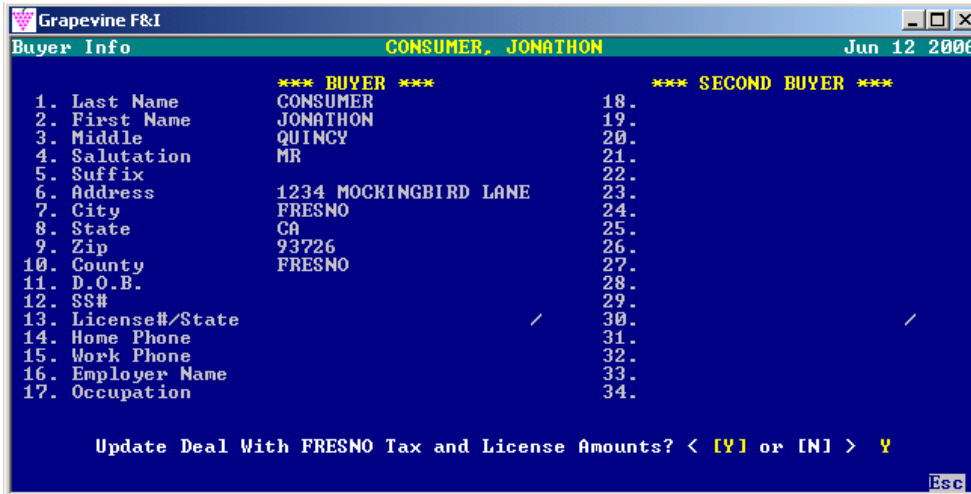 Grapevine F&I
Buyer Info CONSUMER, JONATHON Jun 12 2006
*** BUYER *** *** SECOND BUYER ***
1. Last Name CONSUMER 18.
2. First Name JONATHON 19.
3. Middle QUINCY 20.
4. Salutation MR 21.
5. Suffix 22.
6. Address 1234 MOCKINGBIRD LANE 23.
7. City FRESNO 24.
8. State CA 25.
9. Zip 93726 26.
10. County FRESNO 27.
11. D.O.B. 28.
12. SS# 29.
13. License#/State / 30. /
14. Home Phone 31.
15. Work Phone 32.
16. Employer Name 33.
17. Occupation 34.
Update Deal With FRESNO Tax and License Amounts? < [Y] or [N] > Y
Esc